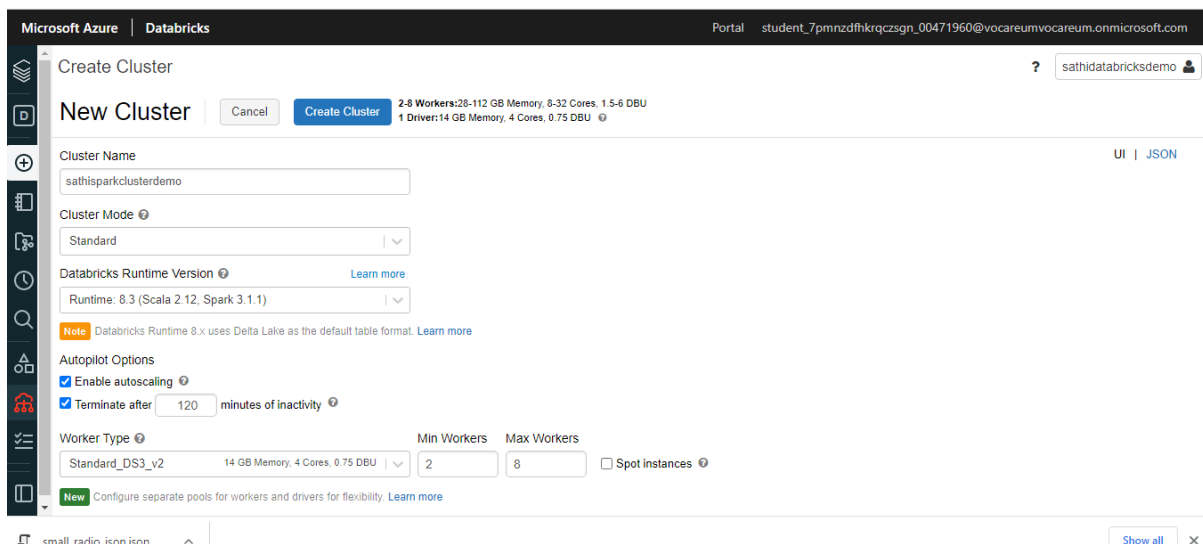 Microsoft Azure | Databricks
Portal student_7pmnzdfhkrqczsgn_00471960@vocareumvocareum.onmicrosoft.com
Create Cluster
? sathidatabricksdemo
D
New Cluster
Cancel
Create Cluster
2-8 Workers:28-112 GB Memory, 8-32 Cores, 1.5-6 DBU
1 Driver:14 GB Memory, 4 Cores, 0.75 DBU ?
UI | JSON
Cluster Name
sathisparkclusterdemo
Cluster Mode ?
Standard
Databricks Runtime Version ? Learn more
Runtime: 8.3 (Scala 2.12, Spark 3.1.1)
Note Databricks Runtime 8.x uses Delta Lake as the default table format. Learn more
Autopilot Options
Enable autoscaling ?
Terminate after 120 minutes of inactivity ?
Worker Type ? Min Workers Max Workers
Standard_DS3_v2 14 GB Memory, 4 Cores, 0.75 DBU 2 8 Spot instances ?
New Configure separate pools for workers and drivers for flexibility. Learn more
small_radio_json.json Show all